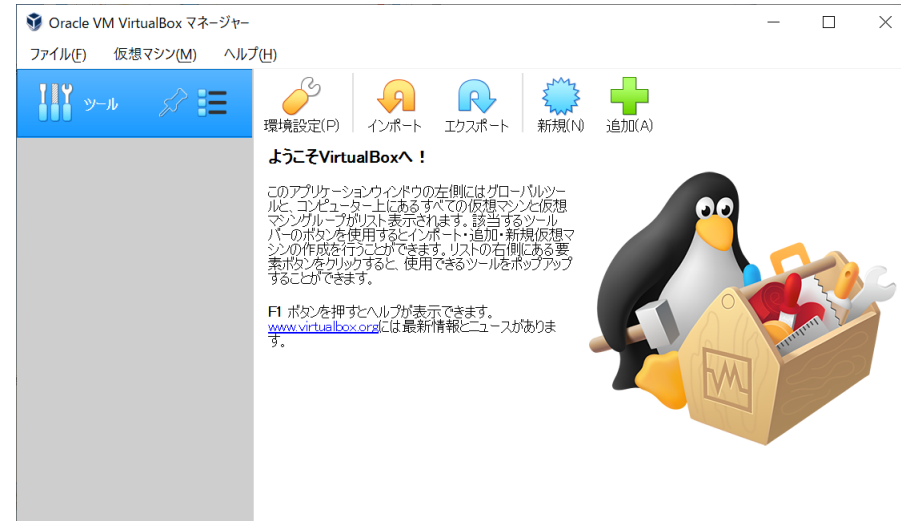 Oracle VM VirtualBox マネージャー
ファイル(F) 仮想マシン(M) ヘルプ(H)
ツール
環境設定(P) インポート エクスポート 新規(N) 追加(A)
ようこそVirtualBoxへ！
このアプリケーションウィンドウの左側にはグローバルツー
ルと、コンピューター上にあるすべての仮想マシンと仮想
マシングループがリスト表示されます。該当するツール
バーのボタンを使用するとインポート・追加・新規仮想マ
シンの作成を行うことができます。リストの右側にある要
素ボタンをクリックすると、使用できるツールをポップアップ
することができます。
F1 ボタンを押すとヘルプが表示できます。
www.virtualbox.orgには最新情報とニュースがありま
す。